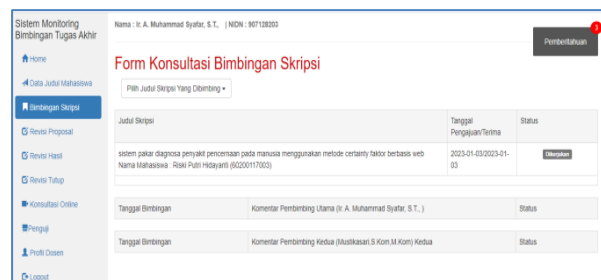 Sistem Monitoring
Bimbingan Tugas Akhir
Nama : Ir. A. Muhammad Syafar, S.T., | NIDN : 907128203
3
Pemberitahuan
Home
Data Judul Mahasiswa
Bimbingan Skripsi
Revisi Proposal
Revisi Hasil
Revisi Tutup
Konsultasi Online
Penguji
Profil Dosen
Logout
Form Konsultasi Bimbingan Skripsi
Pilih Judul Skripsi Yang Dibimbing
Judul Skripsi
Tanggal
Pengajuan/Terima
Status
sistem pakar diagnosa penyakit pencernaan pada manusia menggunakan metode certainty faktor berbasis web
Nama Mahasiswa : Riski Putri Hidayanti (60200117003)
2023-01-03/2023-01-
03
Dikerjakan
Tanggal Bimbingan
Komentar Pembimbing Utama (Ir. A. Muhammad Syafar, S.T., )
Status
Tanggal Bimbingan
Komentar Pembimbing Kedua (Mustikasari,S.Kom,M.Kom) Kedua
Status